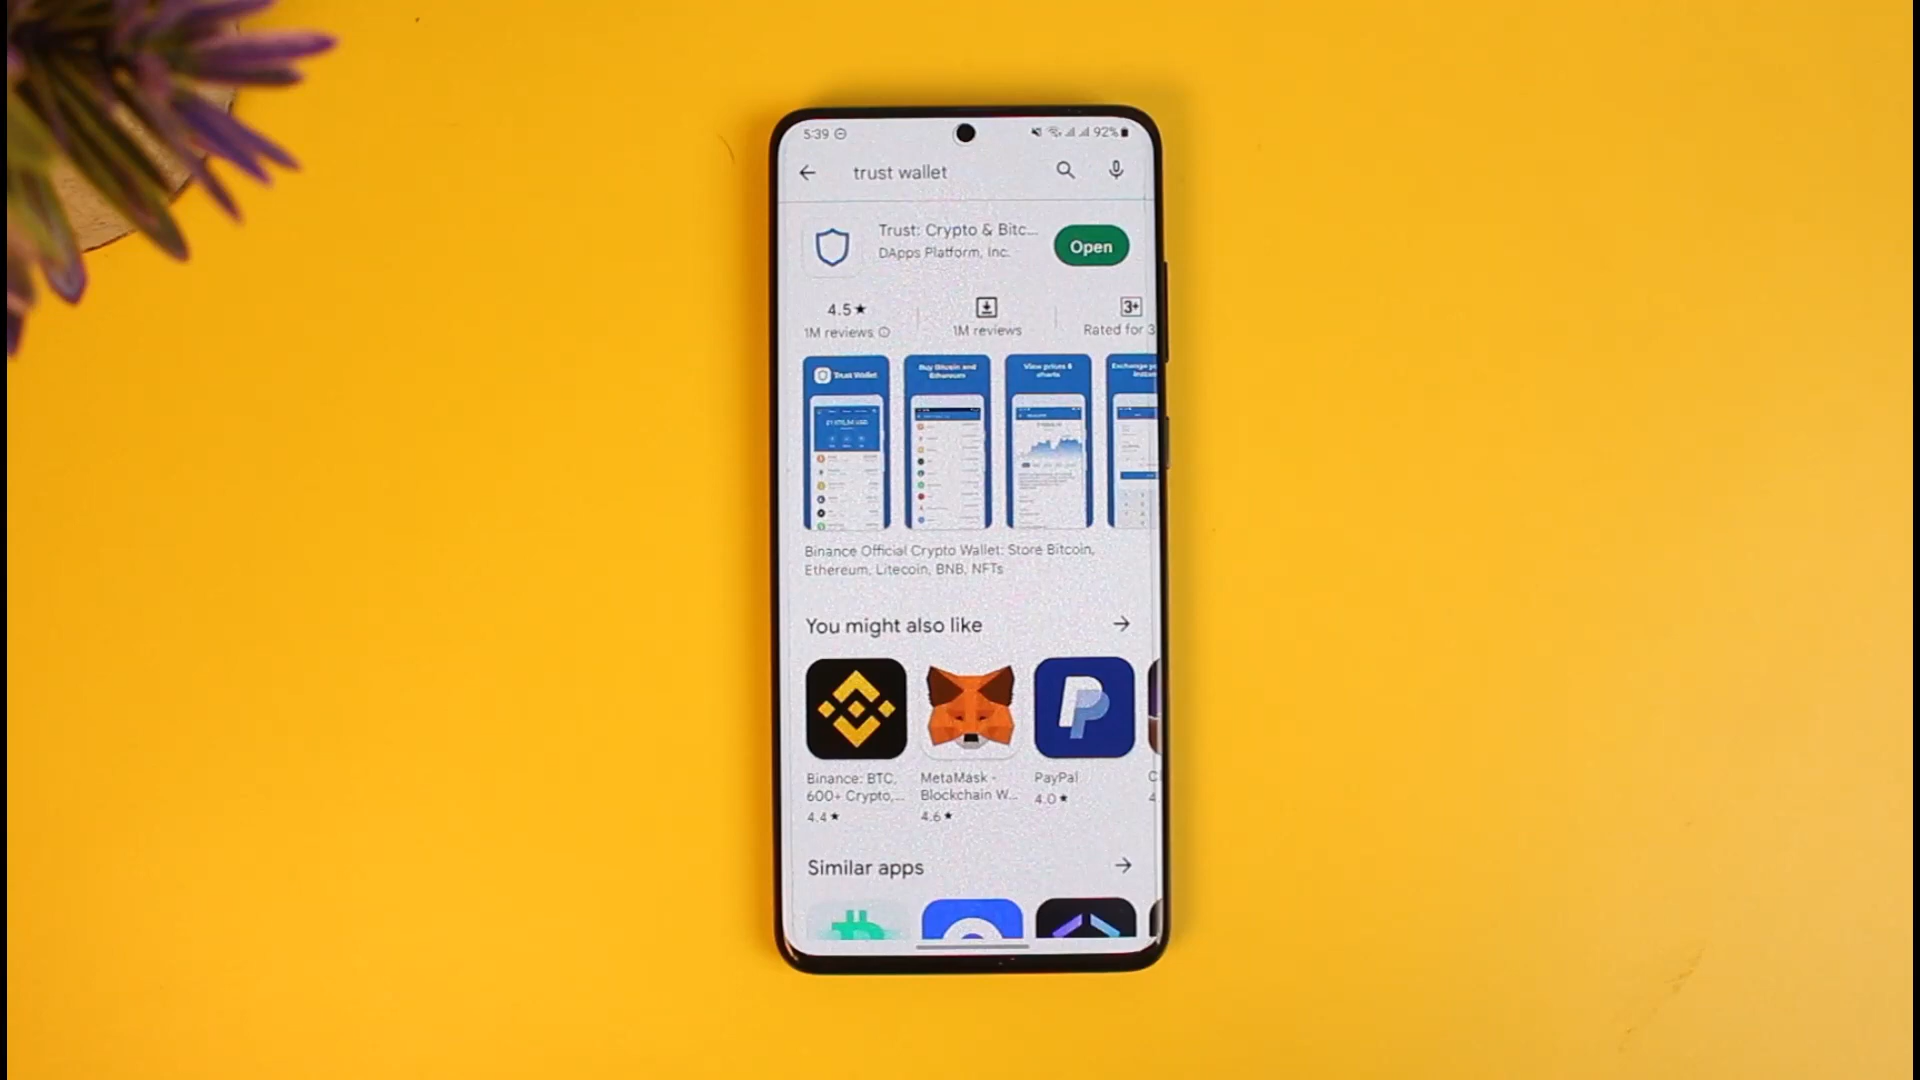 5:39
92%
trust wallet
Trust: Crypto & Bitc...
DApps Platform, Inc.
Open
4.5★
1M reviews
1M reviews
3+
Rated for 3
Trust Wallet
Buy Bitcoin and
Ethereum
View prices &
charts
Exchange
Binance Official Crypto Wallet: Store Bitcoin,
Ethereum, Litecoin, BNB, NFTs
You might also like
Binance: BTC,
600+ Crypto,...
4.4★
MetaMask -
Blockchain W...
4.6★
PayPal
4.0★
C
4.
Similar apps